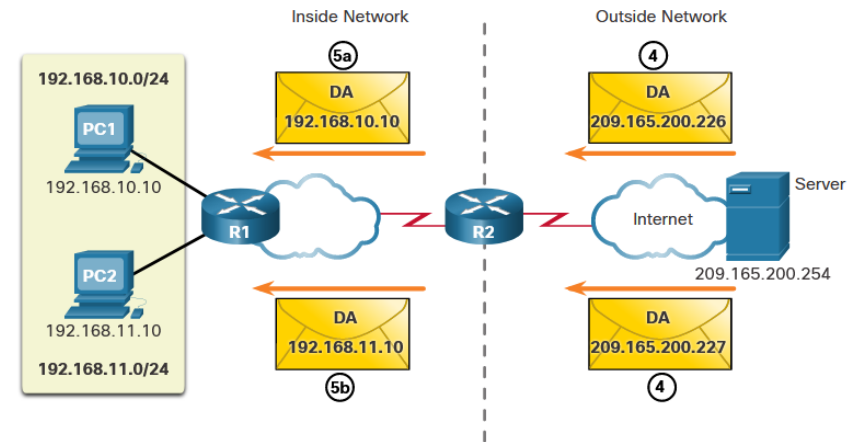 Inside Network
Outside Network
5a
4
192.168.10.0/24
DA
192.168.10.10
DA
209.165.200.226
PC1
192.168.10.10
Server
R1
R2
Internet
PC2
209.165.200.254
192.168.11.10
DA
192.168.11.10
DA
209.165.200.227
192.168.11.0/24
5b
4